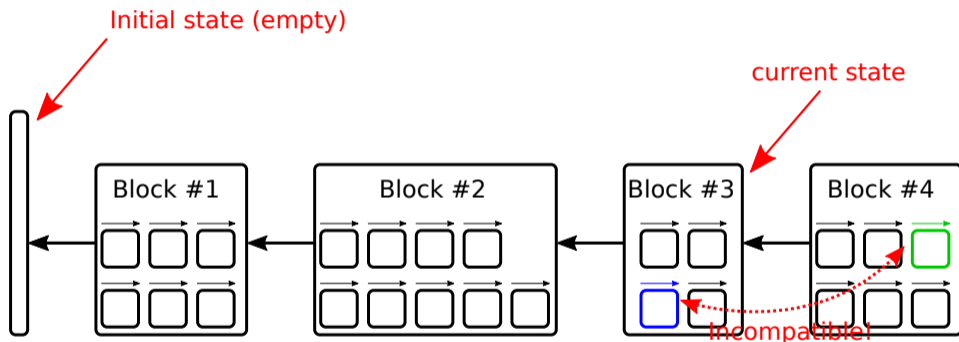 Initial state (empty)
current state
Block #1
Block #2
Block #3
Block #4
Incompatible!